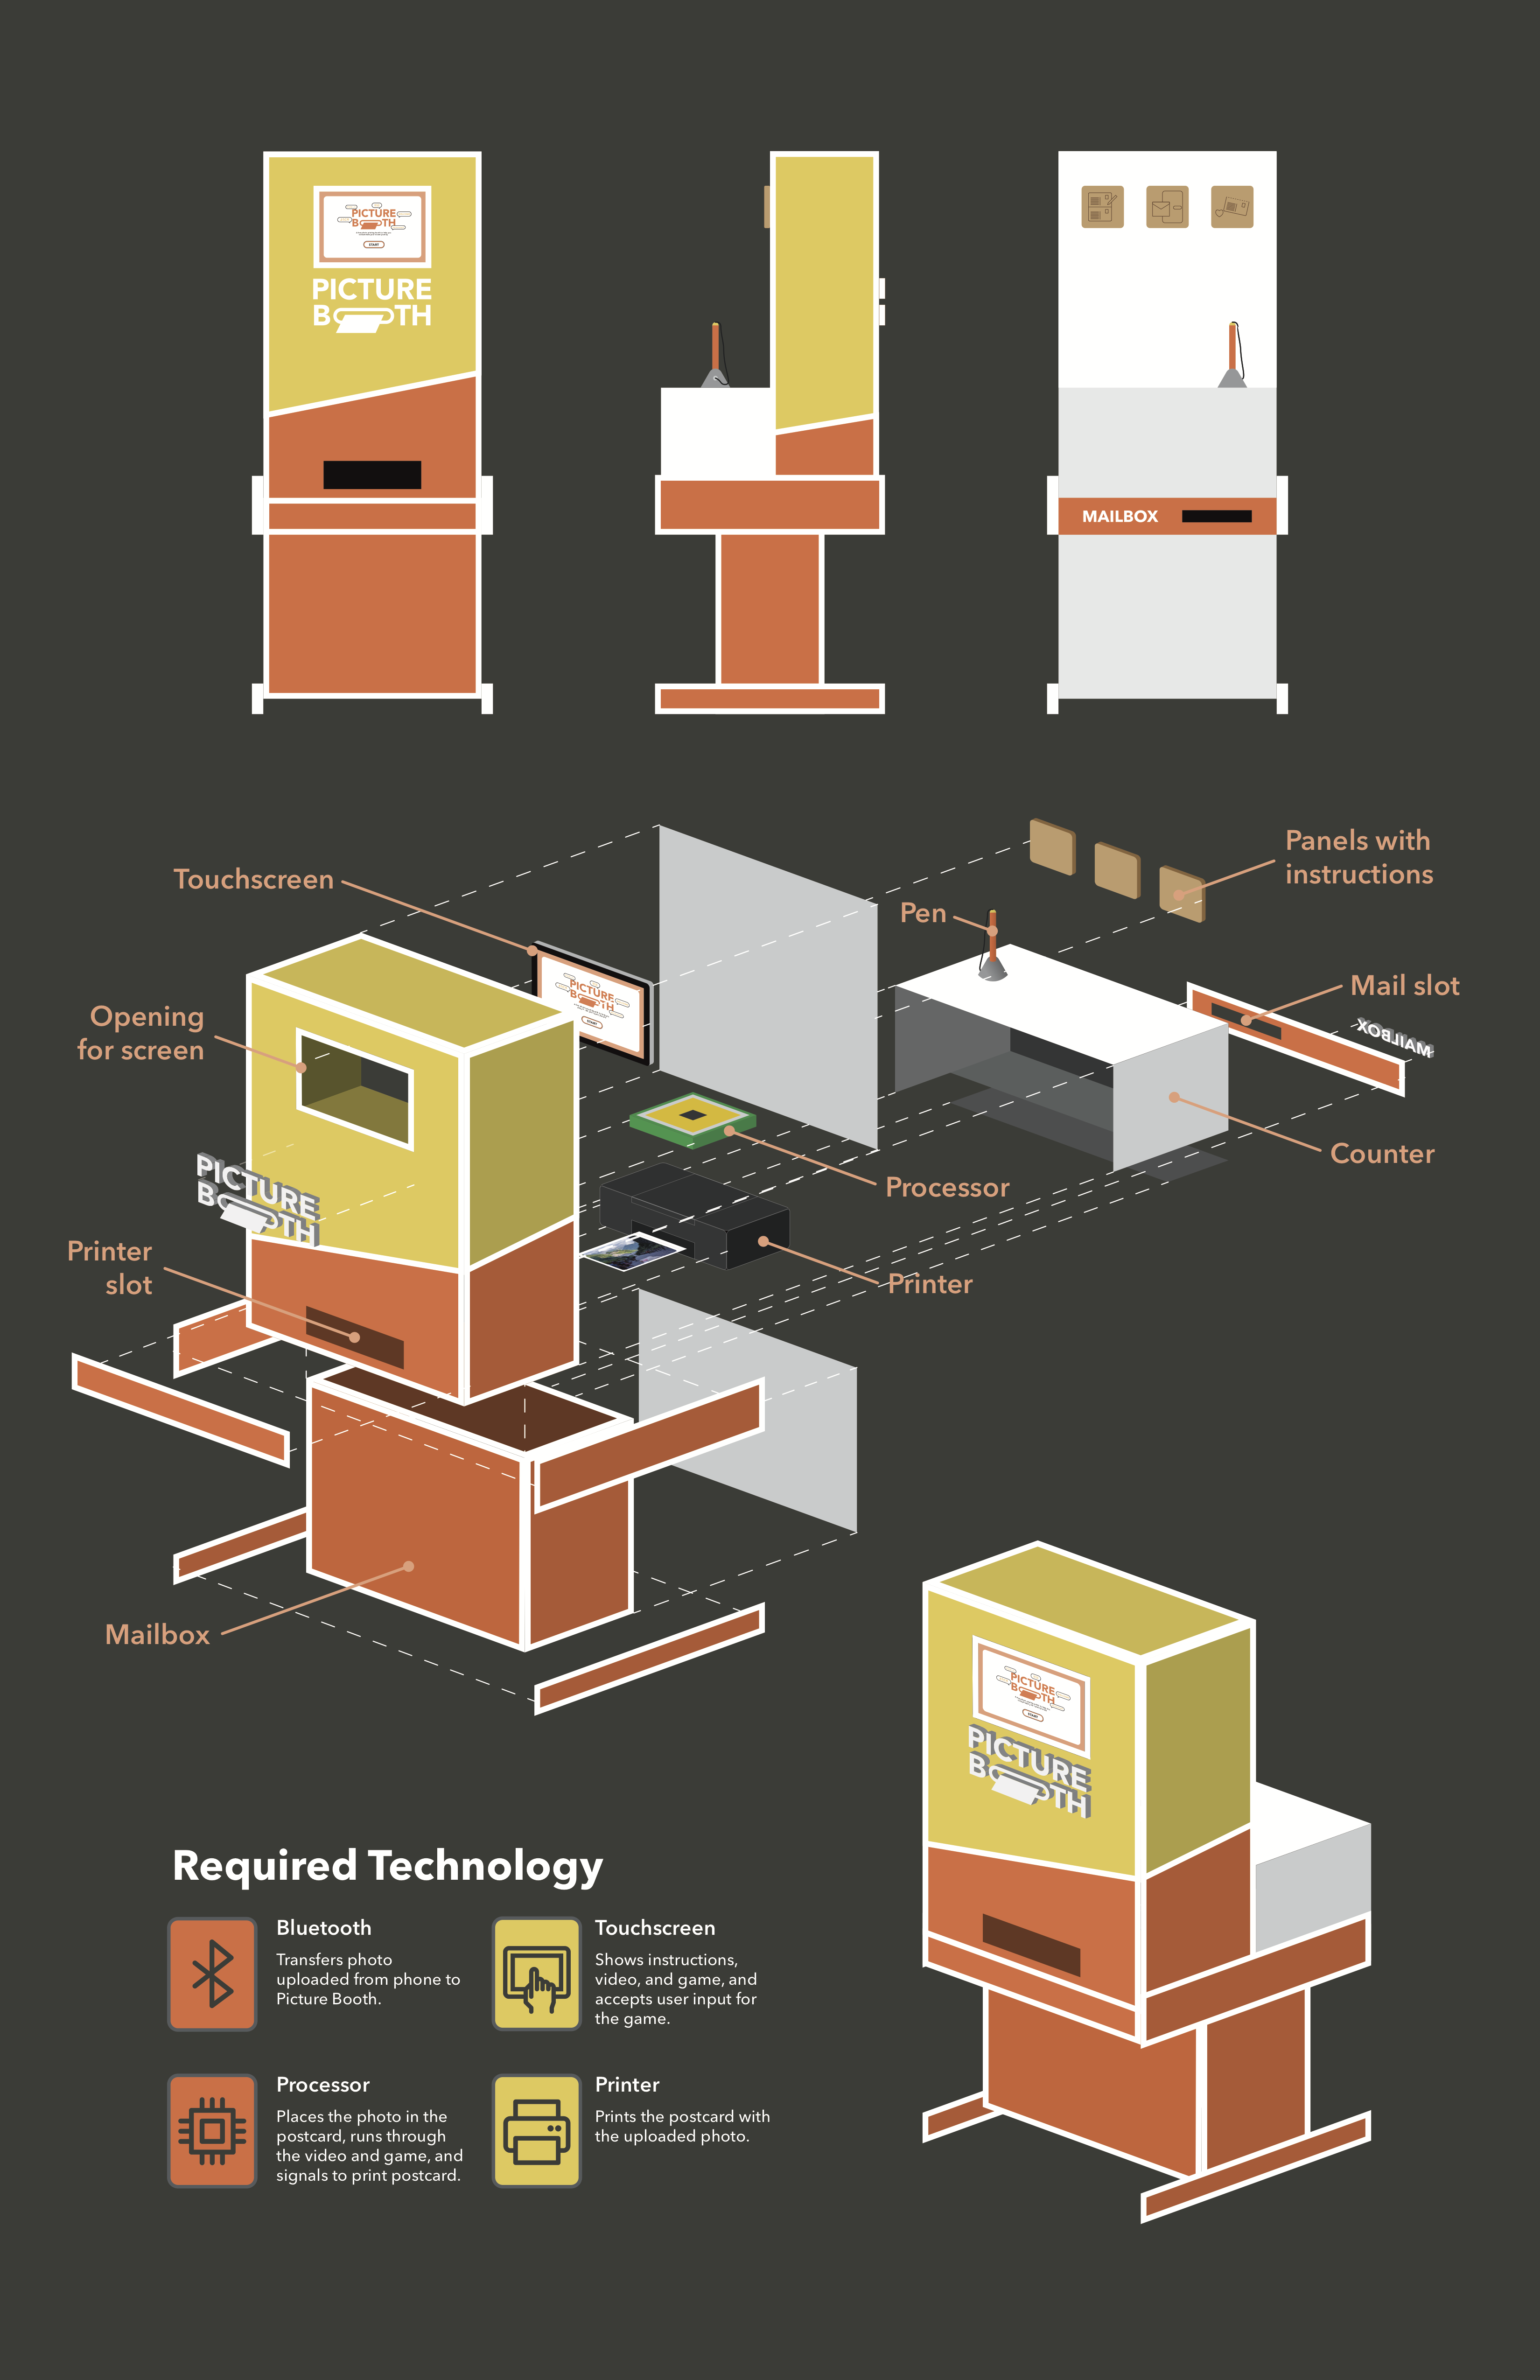 PICTURE
BOOTH
START
PICTURE
BOOTH
MAILBOX
Touchscreen
Panels with
instructions
Pen
Opening
for screen
PICTURE
BOOTH
START
Mail slot
MAILBOX
Counter
Processor
PICTURE
BOOTH
Printer
slot
Printer
Mailbox
PICTURE
BOOTH
START
PICTURE
BOOTH
Required Technology
Bluetooth
Transfers photo
uploaded from phone to
Picture Booth.
Touchscreen
Shows instructions,
video, and game, and
accepts user input for
the game.
Processor
Places the photo in the
postcard, runs through
the video and game, and
signals to print postcard.
Printer
Prints the postcard with
the uploaded photo.